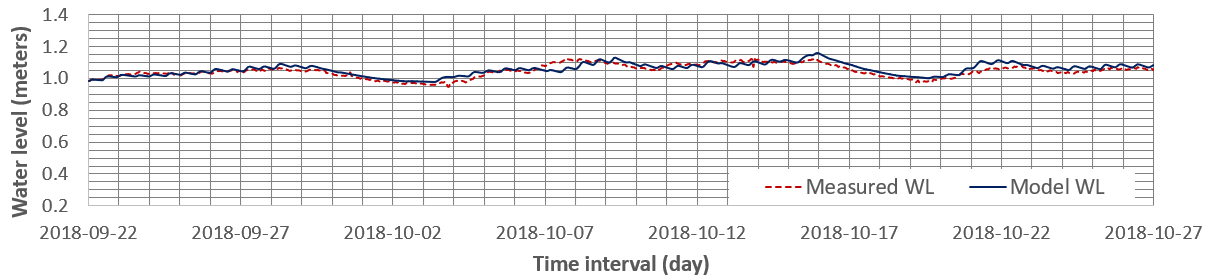 Water level (meters)
1.4
1.2
1.0
0.8
0.6
0.4
0.2
Measured WL
Model WL
2018-09-22 2018-09-27 2018-10-02 2018-10-07 2018-10-12 2018-10-17 2018-10-22 2018-10-27
Time interval (day)